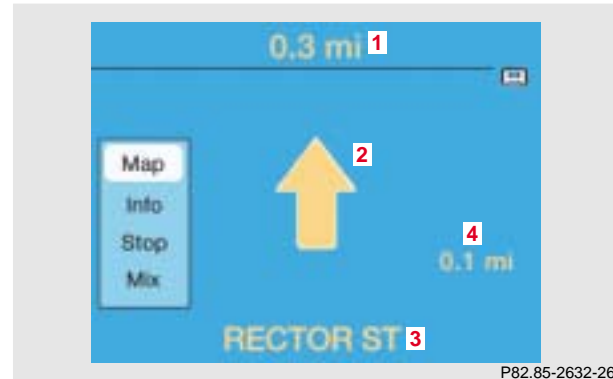 0.3 mi 1
2
Map
Info
Stop
Mix
4
0.1 mi
RECTOR ST 3
P82.85-2632-26